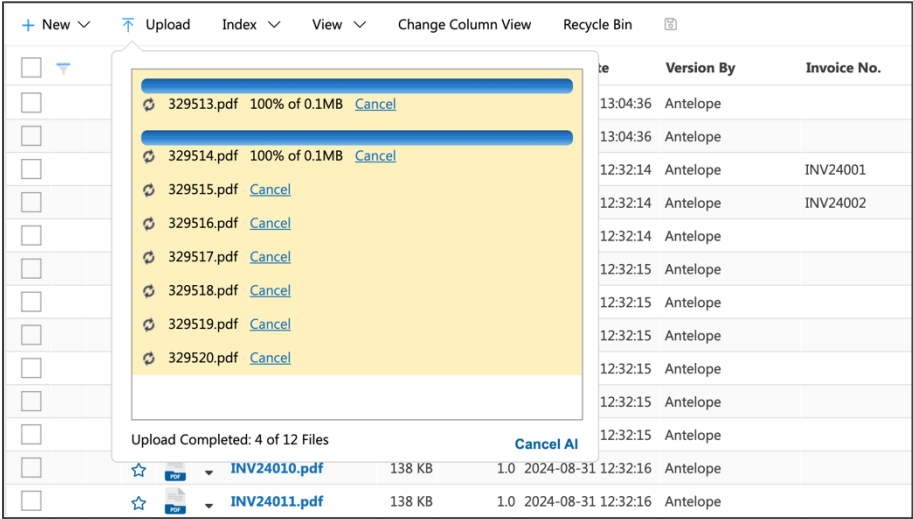 New Upload Index View Change Column View Recycle Bin
te Version By Invoice No.
329513.pdf 100% of 0.1MB Cancel
13:04:36 Antelope
13:04:36 Antelope
329514.pdf 100% of 0.1MB Cancel
12:32:14 Antelope INV24001
329515.pdf Cancel
12:32:14 Antelope INV24002
329516.pdf Cancel
12:32:14 Antelope
329517.pdf Cancel
12:32:15 Antelope
329518.pdf Cancel
12:32:15 Antelope
329519.pdf Cancel
12:32:15 Antelope
329520.pdf Cancel
12:32:15 Antelope
12:32:15 Antelope
12:32:15 Antelope
Upload Completed: 4 of 12 Files
Cancel Al
PDF INV24010.pdf 138 KB 1.0 2024-08-31 12:32:16 Antelope
PDF INV24011.pdf 138 KB 1.0 2024-08-31 12:32:16 Antelope